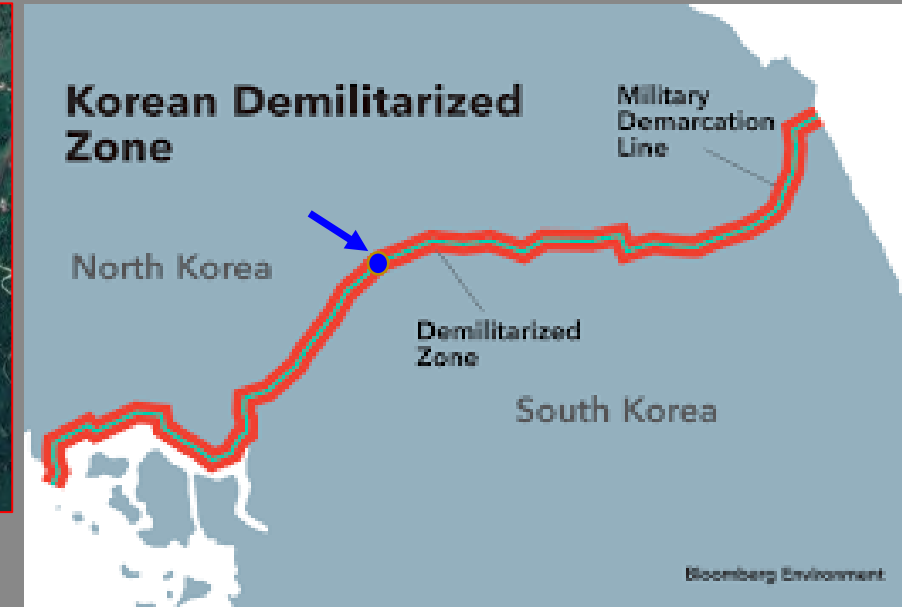 Korean Demilitarized
Zone
Military
Demarcation
Line
North Korea
Demilitarized
Zone
South Korea
Bloomberg Environment